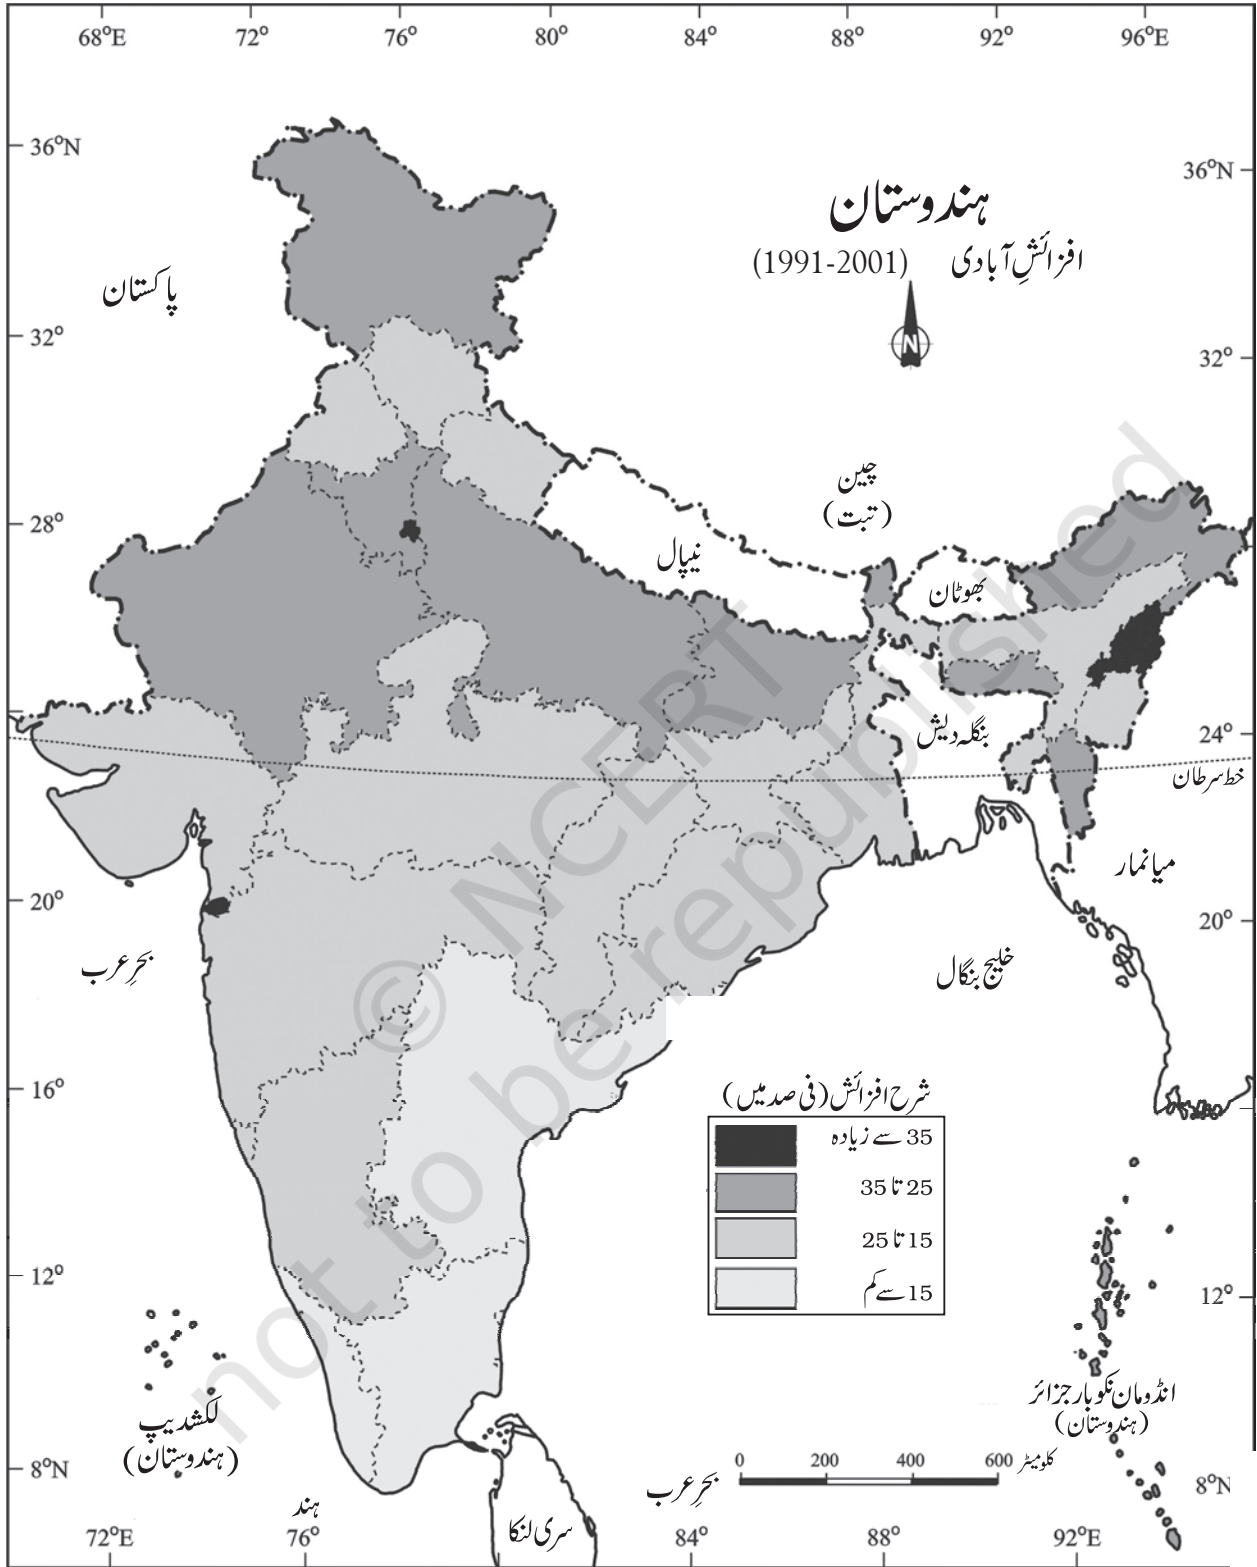 68°E 72° 76° 80° 84° 88° 92° 96°E
36°N
36°N
ہندوستان
افزائشِ آبادی (1991-2001)
N
پاکستان
32°
32°
چین
(تبت)
28°
نیپال
بھوٹان
بنگلہ دیش
24°
خط سرطان
میانمار
20°
20°
بحرِ عرب
خلیج بنگال
16°
شرح افزائش (فی صد میں)
35 سے زیادہ
25 تا 35
15 تا 25
15 سے کم
12°
12°
انڈومان نکوبار جزائر
(ہندوستان)
لکشدیپ
(ہندوستان)
8°N
8°N
0 200 400 600 کلومیٹر
بحرِ عرب
ہند
سری لنکا
72°E 76° 84° 88° 92°E
© NCERT
not to be republished